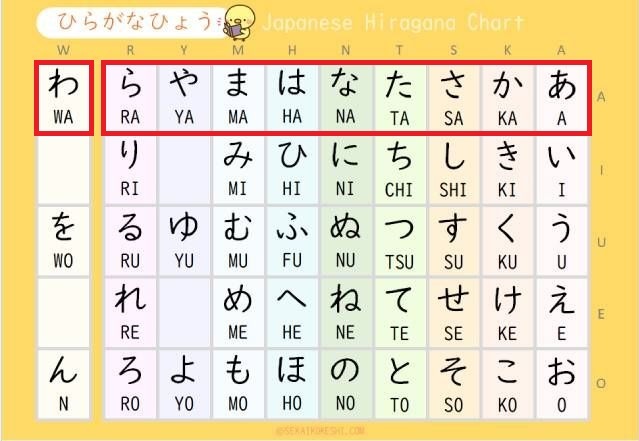 ひらがなひょう Japanese Hiragana Chart
W R Y M H N T S K A
わ ら や ま は な た さ か あ A
WA RA YA MA HA NA TA SA KA A
り み ひ に ち し き い I
RI MI HI NI CHI SHI KI I
を る ゆ む ふ ぬ つ す く う U
WO RU YU MU FU NU TSU SU KU U
れ め へ ね て せ け え E
RE ME HE NE TE SE KE E
ん ろ よ も ほ の と そ こ お O
N RO YO MO HO NO TO SO KO O
@SEKAIKOKESHI.COM